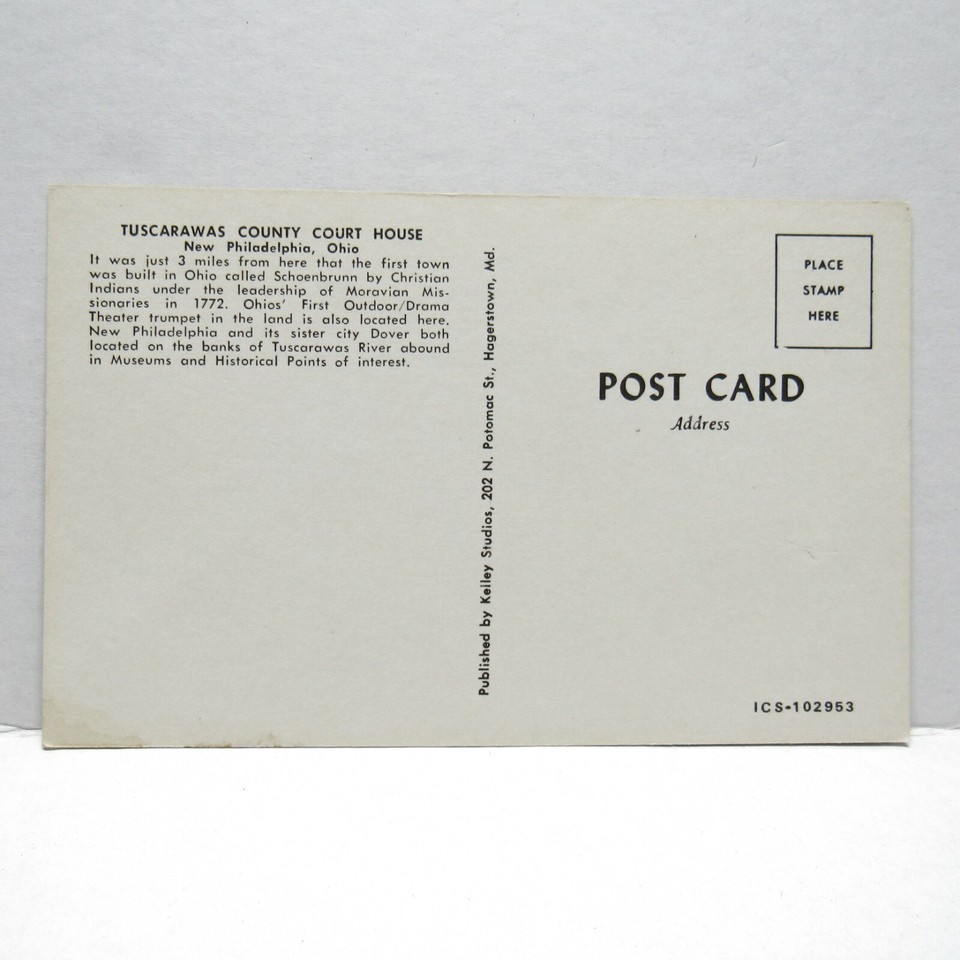 TUSCARAWAS COUNTY COURT HOUSE
New Philadelphia, Ohio
It was just 3 miles from here that the first town
was built in Ohio called Schoenbrunn by Christian
Indians under the leadership of Moravian Mis-
sionaries in 1772. Ohios' First Outdoor/Drama
Theater trumpet in the land is also located here.
New Philadelphia and its sister city Dover both
located on the banks of Tuscarawas River abound
in Museums and Historical Points of interest.
Published by Keiley Studios, 202 N. Potomac St., Hagerstown, Md.
PLACE
STAMP
HERE
POST CARD
Address
ICS-102953